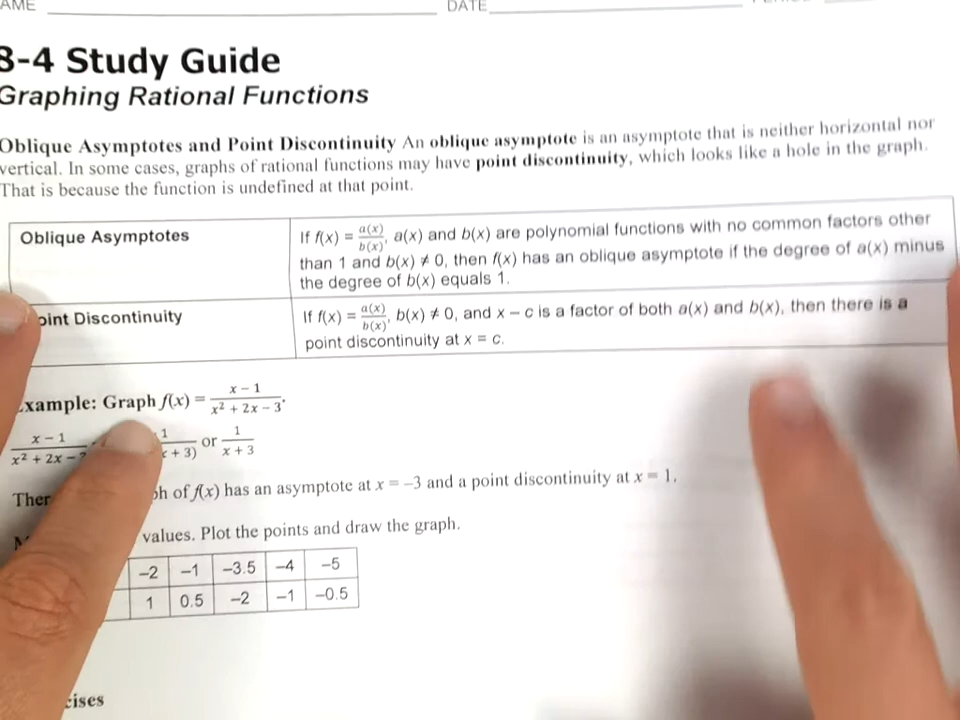 AME DATE
8-4 Study Guide
Graphing Rational Functions
Oblique Asymptotes and Point Discontinuity An oblique asymptote is an asymptote that is neither horizontal nor
vertical. In some cases, graphs of rational functions may have point discontinuity, which looks like a hole in the graph.
That is because the function is undefined at that point.
Oblique Asymptotes
If f(x) = a(x)/b(x), a(x) and b(x) are polynomial functions with no common factors other
than 1 and b(x) ≠ 0, then f(x) has an oblique asymptote if the degree of a(x) minus
the degree of b(x) equals 1.
oint Discontinuity
If f(x) = a(x)/b(x), b(x) ≠ 0, and x – c is a factor of both a(x) and b(x), then there is a
point discontinuity at x = c.
xample: Graph f(x) = x – 1/x² + 2x – 3.
x – 1/x² + 2x – 1/+ 3) or 1/x + 3
Ther ph of f(x) has an asymptote at x = –3 and a point discontinuity at x = 1.
values. Plot the points and draw the graph.
–2 –1 –3.5 –4 –5
1 0.5 –2 –1 –0.5
cises